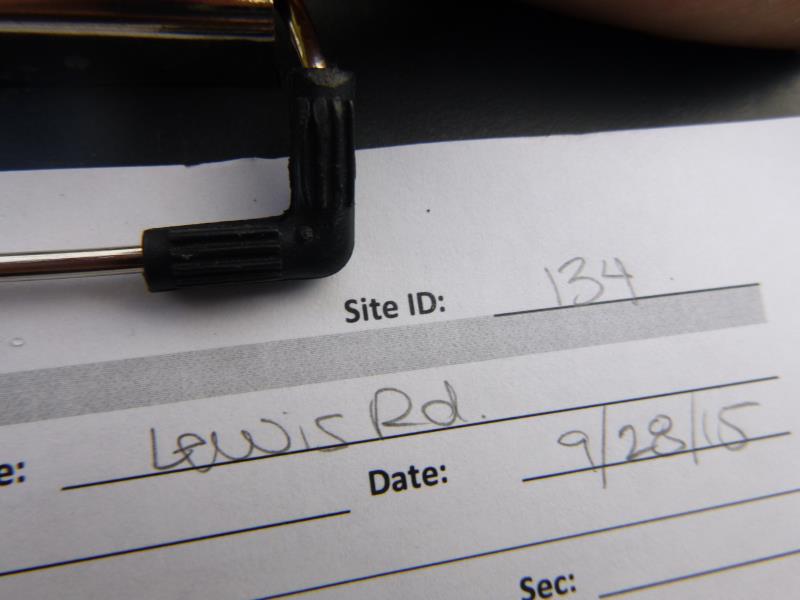 Site ID: 134
Lewis Rd.
e: Date: 9/28/15
Sec: